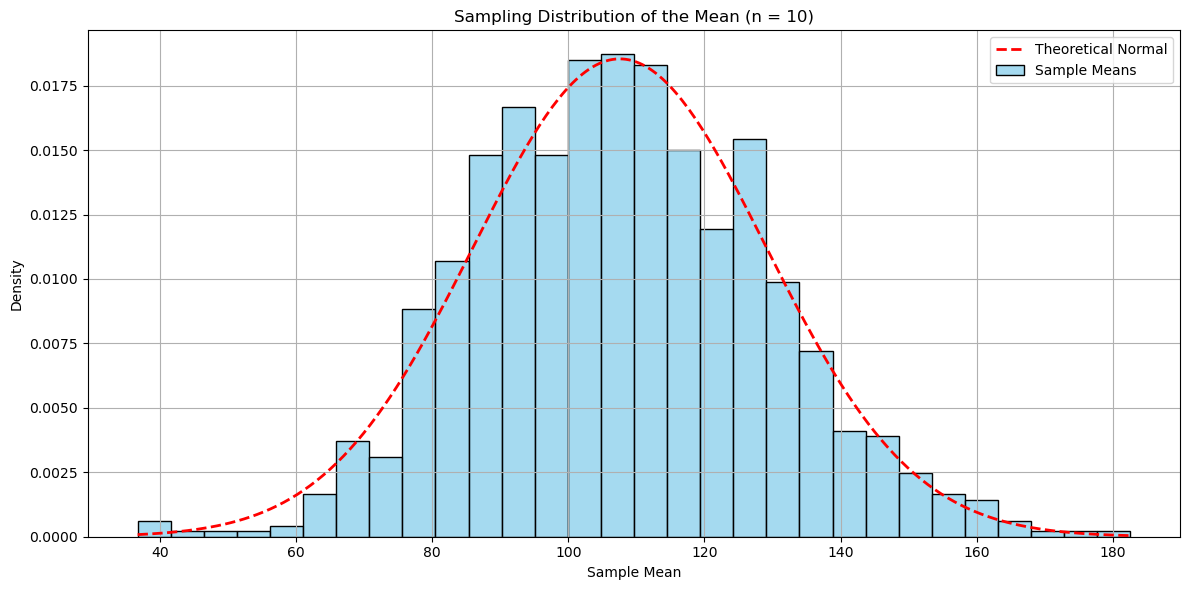 Sampling Distribution of the Mean (n = 10)
Theoretical Normal
Sample Means
Density
0.0175
0.0150
0.0125
0.0100
0.0075
0.0050
0.0025
0.0000
40 60 80 100 120 140 160 180
Sample Mean